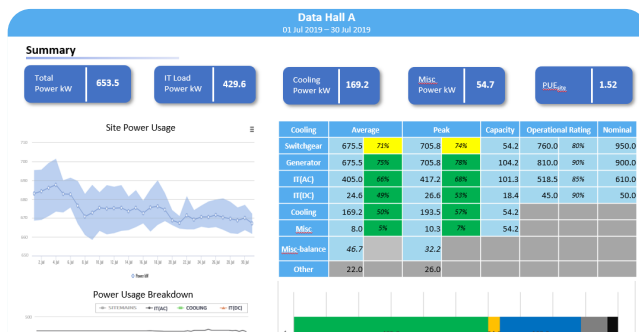 Data Hall A
01 Jul 2019 – 30 Jul 2019
Summary
Total Power kW 653.5
IT Load Power kW 429.6
Cooling Power kW 169.2
Misc Power kW 54.7
PUEsite 1.52
Site Power Usage
Power kW
Power Usage Breakdown
IT(AC) COOLING IT(DC)
Cooling Average Peak Capacity Operational Rating Nominal
Switchgear 675.5 71% 705.8 74% 54.2 760.0 80% 950.0
Generator 675.5 75% 705.8 78% 104.2 810.0 90% 900.0
IT(AC) 405.0 66% 417.2 68% 101.3 518.5 85% 610.0
IT(DC) 24.6 49% 26.6 53% 18.4 45.0 90% 50.0
Cooling 169.2 50% 193.5 57% 54.2
Misc 8.0 5% 10.3 7% 54.2
Misc-balance 46.7 32.2
Other 22.0 26.0